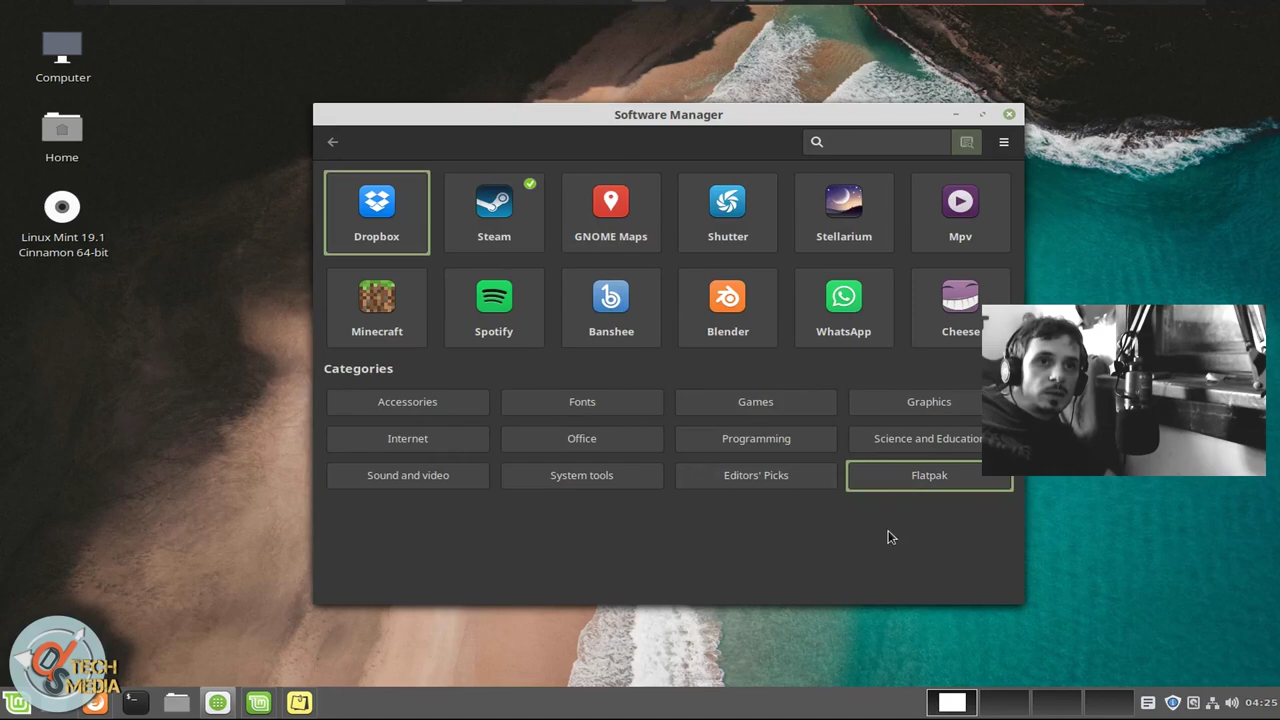 Computer
Home
Linux Mint 19.1
Cinnamon 64-bit
Software Manager
Dropbox
Steam
GNOME Maps
Shutter
Stellarium
Mpv
Minecraft
Spotify
Banshee
Blender
WhatsApp
Cheese
Categories
Accessories
Fonts
Games
Graphics
Internet
Office
Programming
Science and Education
Sound and video
System tools
Editors' Picks
Flatpak
TECH
MEDIA
04:25